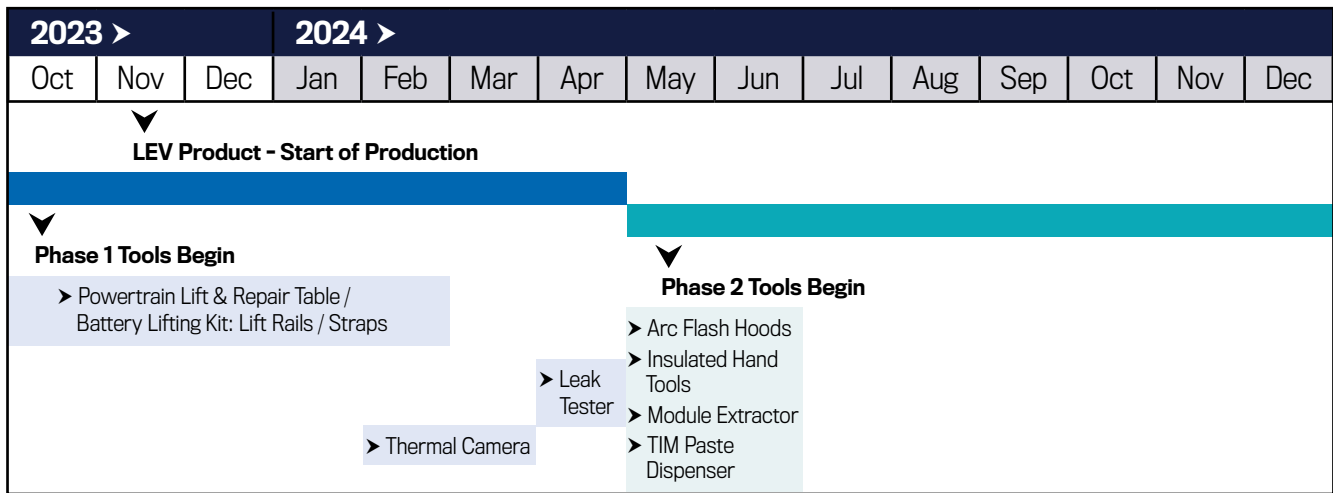 2023 ➤ 2024 ➤
Oct Nov Dec Jan Feb Mar Apr May Jun Jul Aug Sep Oct Nov Dec
LEV Product - Start of Production
Phase 1 Tools Begin
➤ Powertrain Lift & Repair Table /
Battery Lifting Kit: Lift Rails / Straps
➤ Leak
Tester
➤ Thermal Camera
Phase 2 Tools Begin
➤ Arc Flash Hoods
➤ Insulated Hand
Tools
➤ Module Extractor
➤ TIM Paste
Dispenser